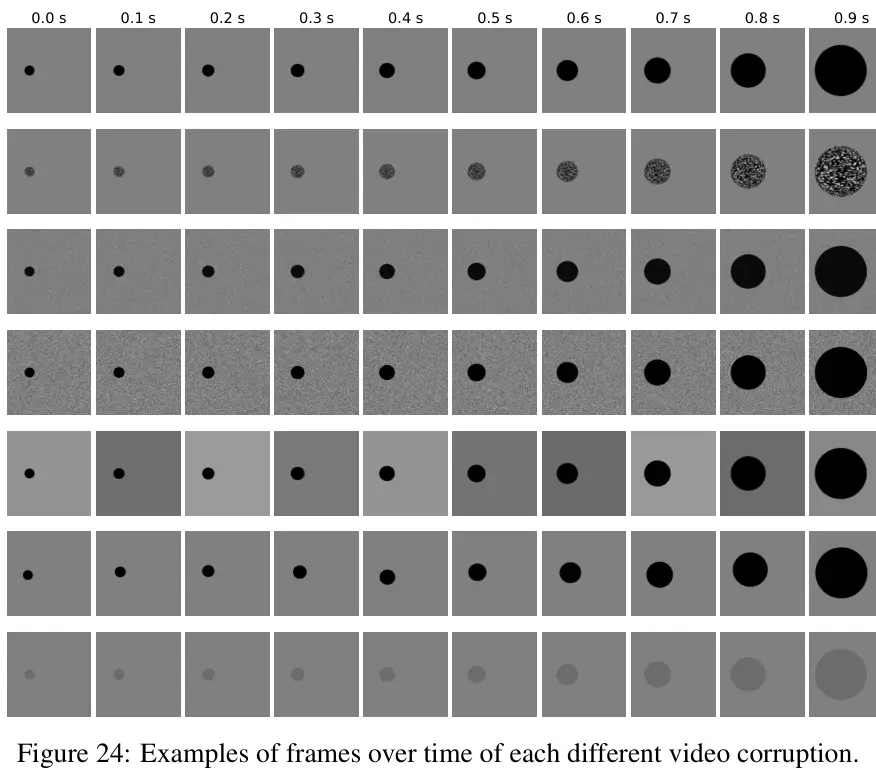 0.0 s 0.1 s 0.2 s 0.3 s 0.4 s 0.5 s 0.6 s 0.7 s 0.8 s 0.9 s
Figure 24: Examples of frames over time of each different video corruption.